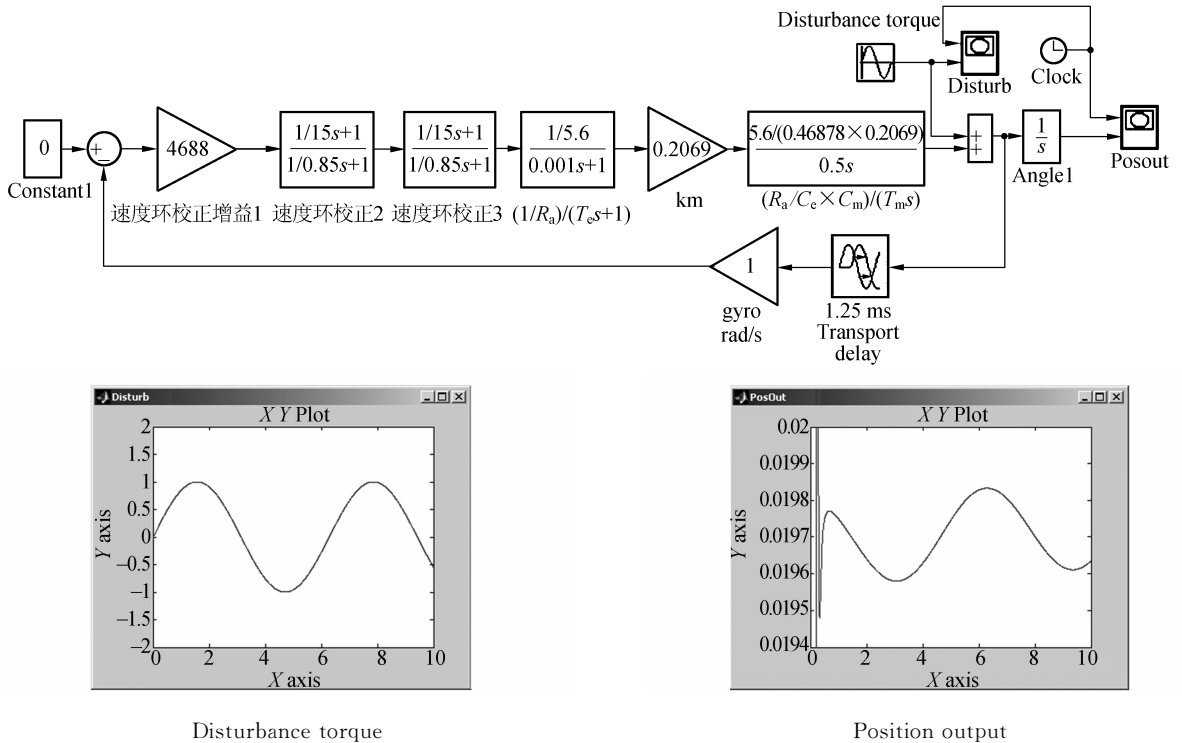 Disturbance torque
Disturb
Clock
Posout
0
Constant1
+
−
4688
速度环校正增益1
1/15s+1
1/0.85s+1
速度环校正2
1/15s+1
1/0.85s+1
速度环校正3
1/5.6
0.001s+1
(1/Ra)/(Tes+1)
0.2069
km
5.6/(0.46878×0.2069)
0.5s
(Ra/Ce×Cm)/(Tms)
+
+
1
s
Angle1
1
gyro
rad/s
1.25 ms
Transport
delay
Disturb
X Y Plot
2
1.5
1
0.5
0
−0.5
−1
−1.5
−2
Y axis
0 2 4 6 8 10
X axis
Disturbance torque
PosOut
X Y Plot
0.02
0.0199
0.0198
0.0197
0.0196
0.0195
0.0194
Y axis
0 2 4 6 8 10
X axis
Position output